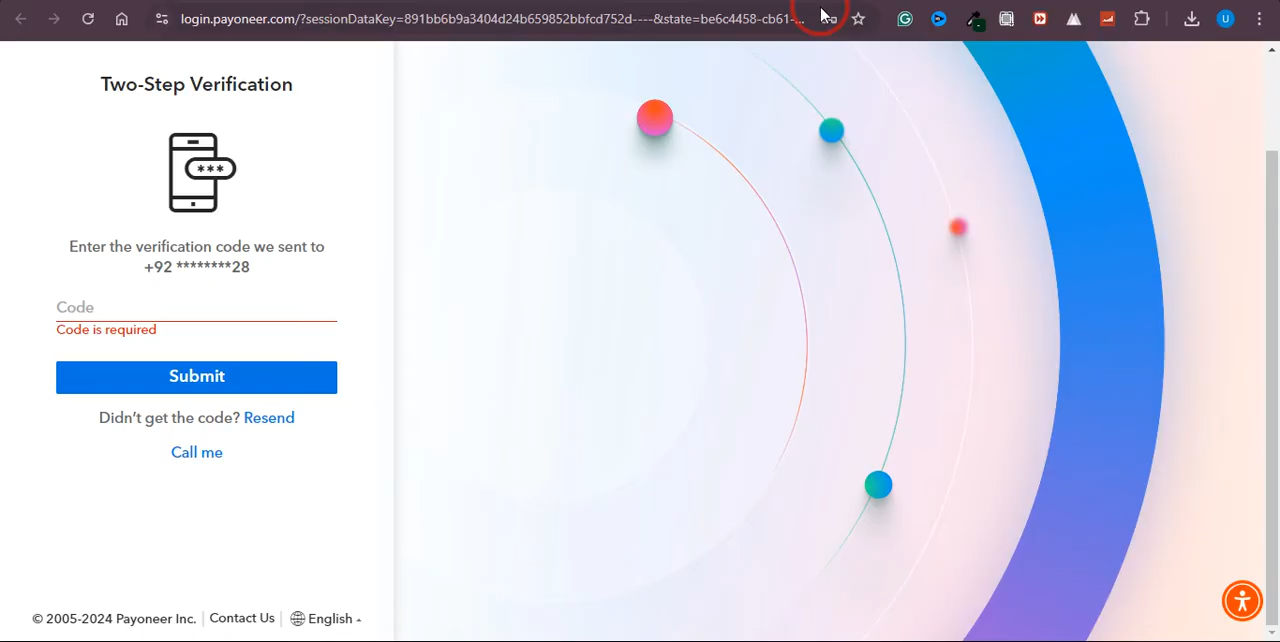 login.payoneer.com/?sessionDataKey=891bb6b9a3404d24b659852bbfcd752d----&state=be6c4458-cb61-...
U
Two-Step Verification
***
Enter the verification code we sent to
+92 ********28
Code
Code is required
Submit
Didn't get the code? Resend
Call me
© 2005-2024 Payoneer Inc. | Contact Us | English